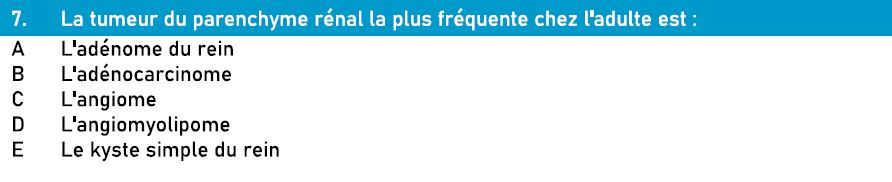 7. La tumeur du parenchyme rénal la plus fréquente chez l'adulte est :
A L'adénome du rein
B L'adénocarcinome
C L'angiome
D L'angiomyolipome
E Le kyste simple du rein